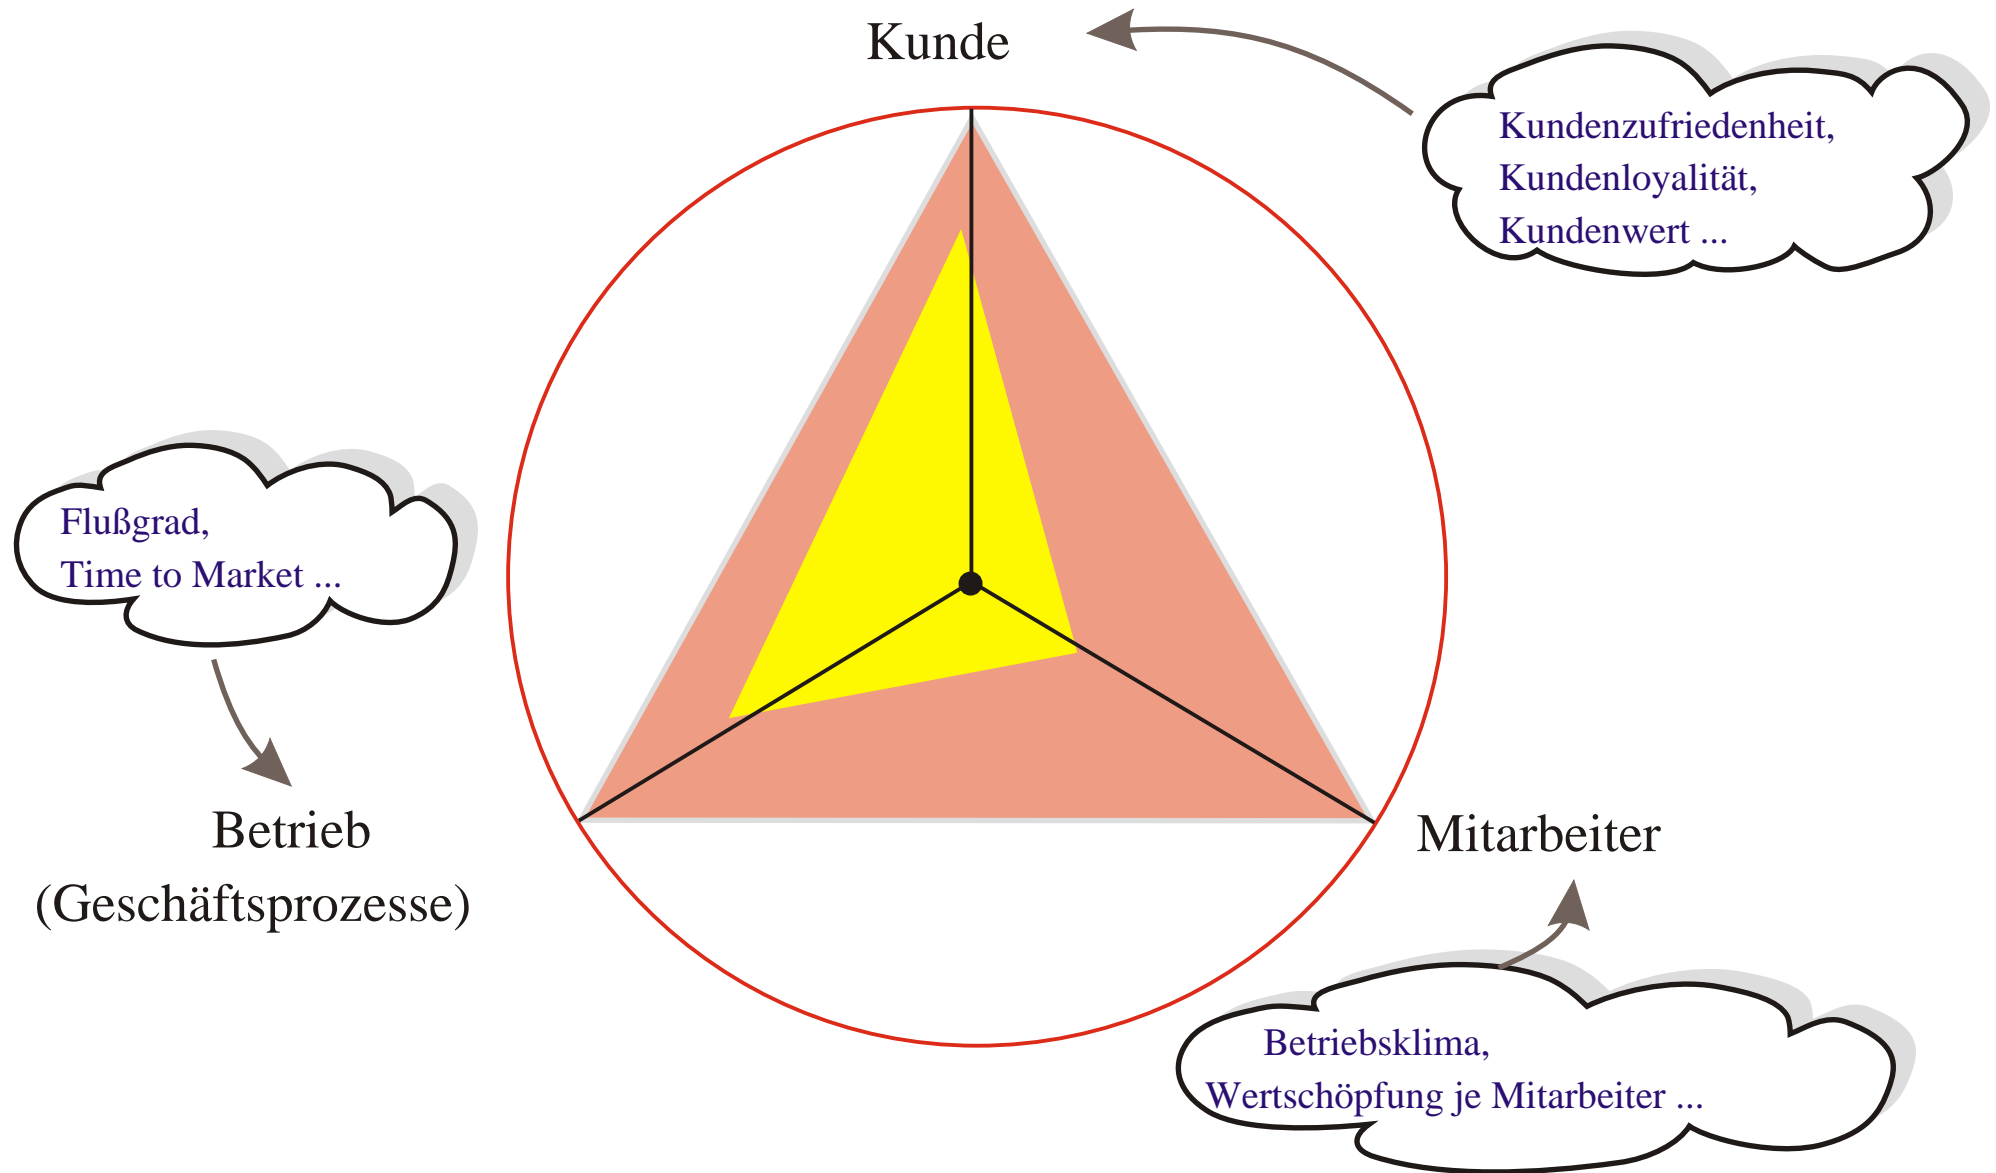 Kunde
Kundenzufriedenheit,
Kundenloyalität,
Kundenwert ...
Flußgrad,
Time to Market ...
Betrieb
(Geschäftsprozesse)
Mitarbeiter
Betriebsklima,
Wertschöpfung je Mitarbeiter ...